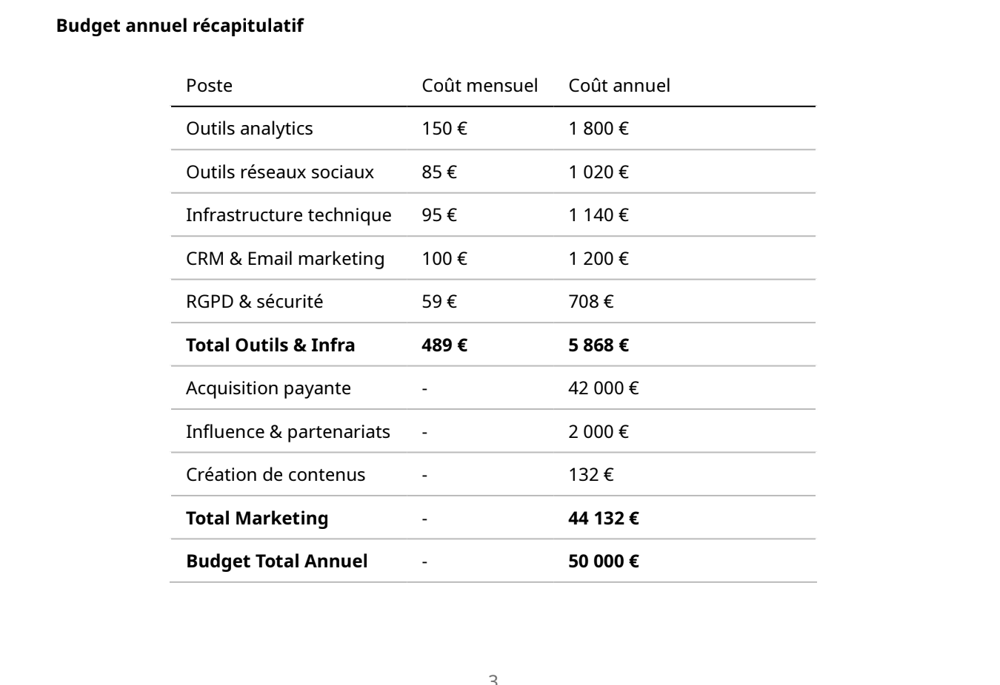 Budget annuel récapitulatif
Poste Coût mensuel Coût annuel
Outils analytics 150 € 1 800 €
Outils réseaux sociaux 85 € 1 020 €
Infrastructure technique 95 € 1 140 €
CRM & Email marketing 100 € 1 200 €
RGPD & sécurité 59 € 708 €
Total Outils & Infra 489 € 5 868 €
Acquisition payante - 42 000 €
Influence & partenariats - 2 000 €
Création de contenus - 132 €
Total Marketing - 44 132 €
Budget Total Annuel - 50 000 €
3